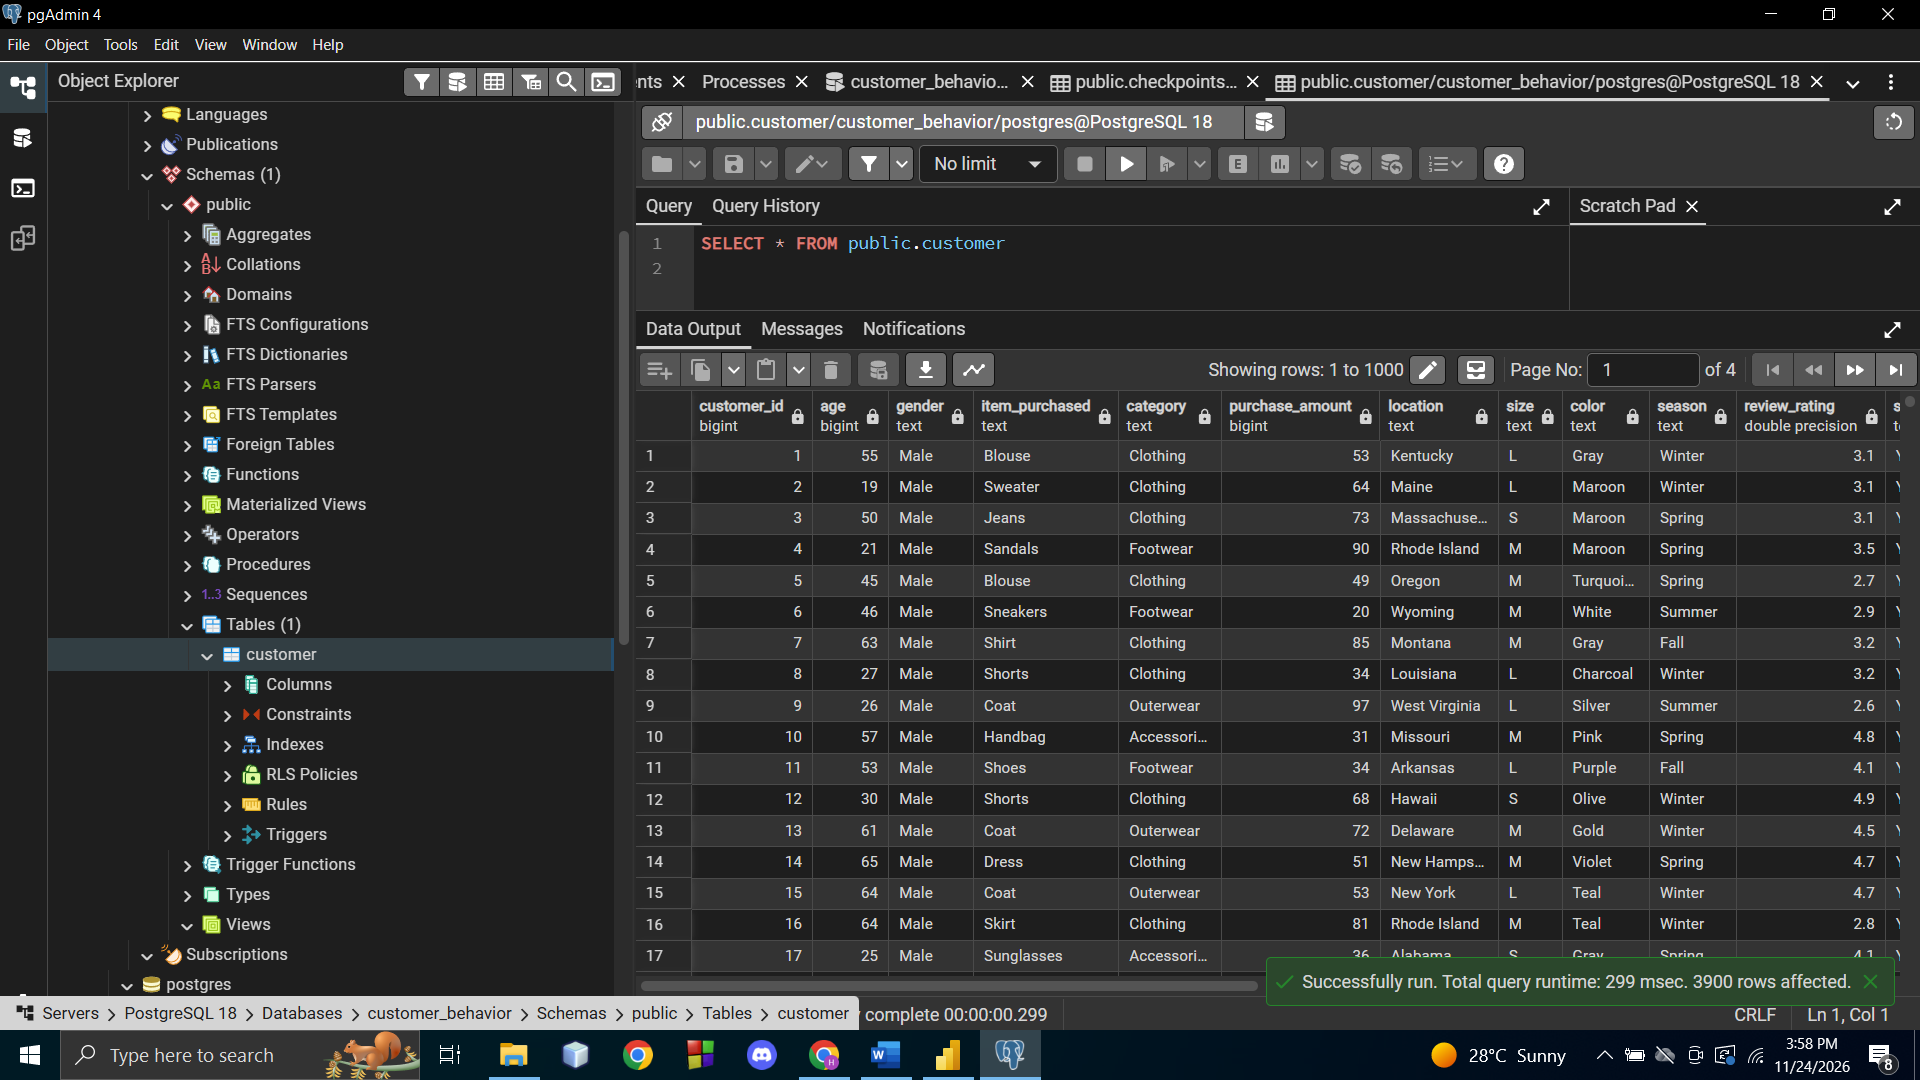 pgAdmin 4
File Object Tools Edit View Window Help
Object Explorer
Languages
Publications
Schemas (1)
public
Aggregates
Collations
Domains
FTS Configurations
FTS Dictionaries
Aa FTS Parsers
FTS Templates
Foreign Tables
Functions
Materialized Views
Operators
Procedures
1..3 Sequences
Tables (1)
customer
Columns
Constraints
Indexes
RLS Policies
Rules
Triggers
Trigger Functions
Types
Views
Subscriptions
postgres
nts Processes customer_behavio... public.checkpoints... public.customer/customer_behavior/postgres@PostgreSQL 18
public.customer/customer_behavior/postgres@PostgreSQL 18
No limit E ?
Query Query History Scratch Pad
1 SELECT * FROM public.customer
2
Data Output Messages Notifications
Showing rows: 1 to 1000 Page No: 1 of 4
customer_id age gender item_purchased category purchase_amount location size color season review_rating
bigint bigint text text text bigint text text text text double precision
1 1 55 Male Blouse Clothing 53 Kentucky L Gray Winter 3.1
2 2 19 Male Sweater Clothing 64 Maine L Maroon Winter 3.1
3 3 50 Male Jeans Clothing 73 Massachuse... S Maroon Spring 3.1
4 4 21 Male Sandals Footwear 90 Rhode Island M Maroon Spring 3.5
5 5 45 Male Blouse Clothing 49 Oregon M Turquoi... Spring 2.7
6 6 46 Male Sneakers Footwear 20 Wyoming M White Summer 2.9
7 7 63 Male Shirt Clothing 85 Montana M Gray Fall 3.2
8 8 27 Male Shorts Clothing 34 Louisiana L Charcoal Winter 3.2
9 9 26 Male Coat Outerwear 97 West Virginia L Silver Summer 2.6
10 10 57 Male Handbag Accessori... 31 Missouri M Pink Spring 4.8
11 11 53 Male Shoes Footwear 34 Arkansas L Purple Fall 4.1
12 12 30 Male Shorts Clothing 68 Hawaii S Olive Winter 4.9
13 13 61 Male Coat Outerwear 72 Delaware M Gold Winter 4.5
14 14 65 Male Dress Clothing 51 New Hamps... M Violet Spring 4.7
15 15 64 Male Coat Outerwear 53 New York L Teal Winter 4.7
16 16 64 Male Skirt Clothing 81 Rhode Island M Teal Winter 2.8
17 17 25 Male Sunglasses Accessori... 36 Alabama S Gray Spring 4.1
Successfully run. Total query runtime: 299 msec. 3900 rows affected.
Servers > PostgreSQL 18 > Databases > customer_behavior > Schemas > public > Tables > customer complete 00:00:00.299 CRLF Ln 1, Col 1
Type here to search
28°C Sunny
3:58 PM
11/24/2026
8